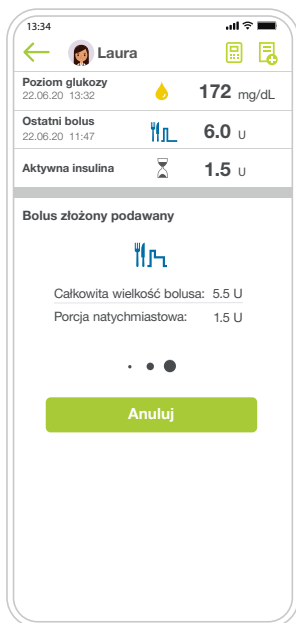 13:34
Laura
Poziom glukozy
22.06.20 13:32
172 mg/dL
Ostatni bolus
22.06.20 11:47
6.0 U
Aktywna insulina
1.5 U
Bolus złożony podawany
Całkowita wielkość bolusa: 5.5 U
Porcja natychmiastowa: 1.5 U
Anuluj